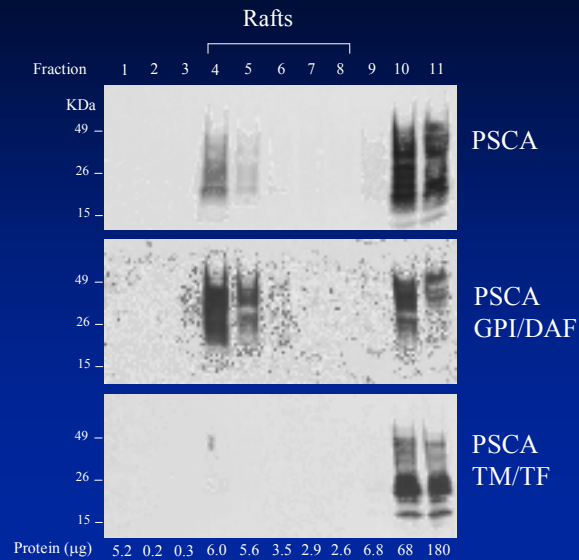 Rafts
Fraction 1 2 3 4 5 6 7 8 9 10 11
KDa
49
26
15
PSCA
49
26
15
PSCA
GPI/DAF
49
26
15
PSCA
TM/TF
Protein (μg) 5.2 0.2 0.3 6.0 5.6 3.5 2.9 2.6 6.8 68 180